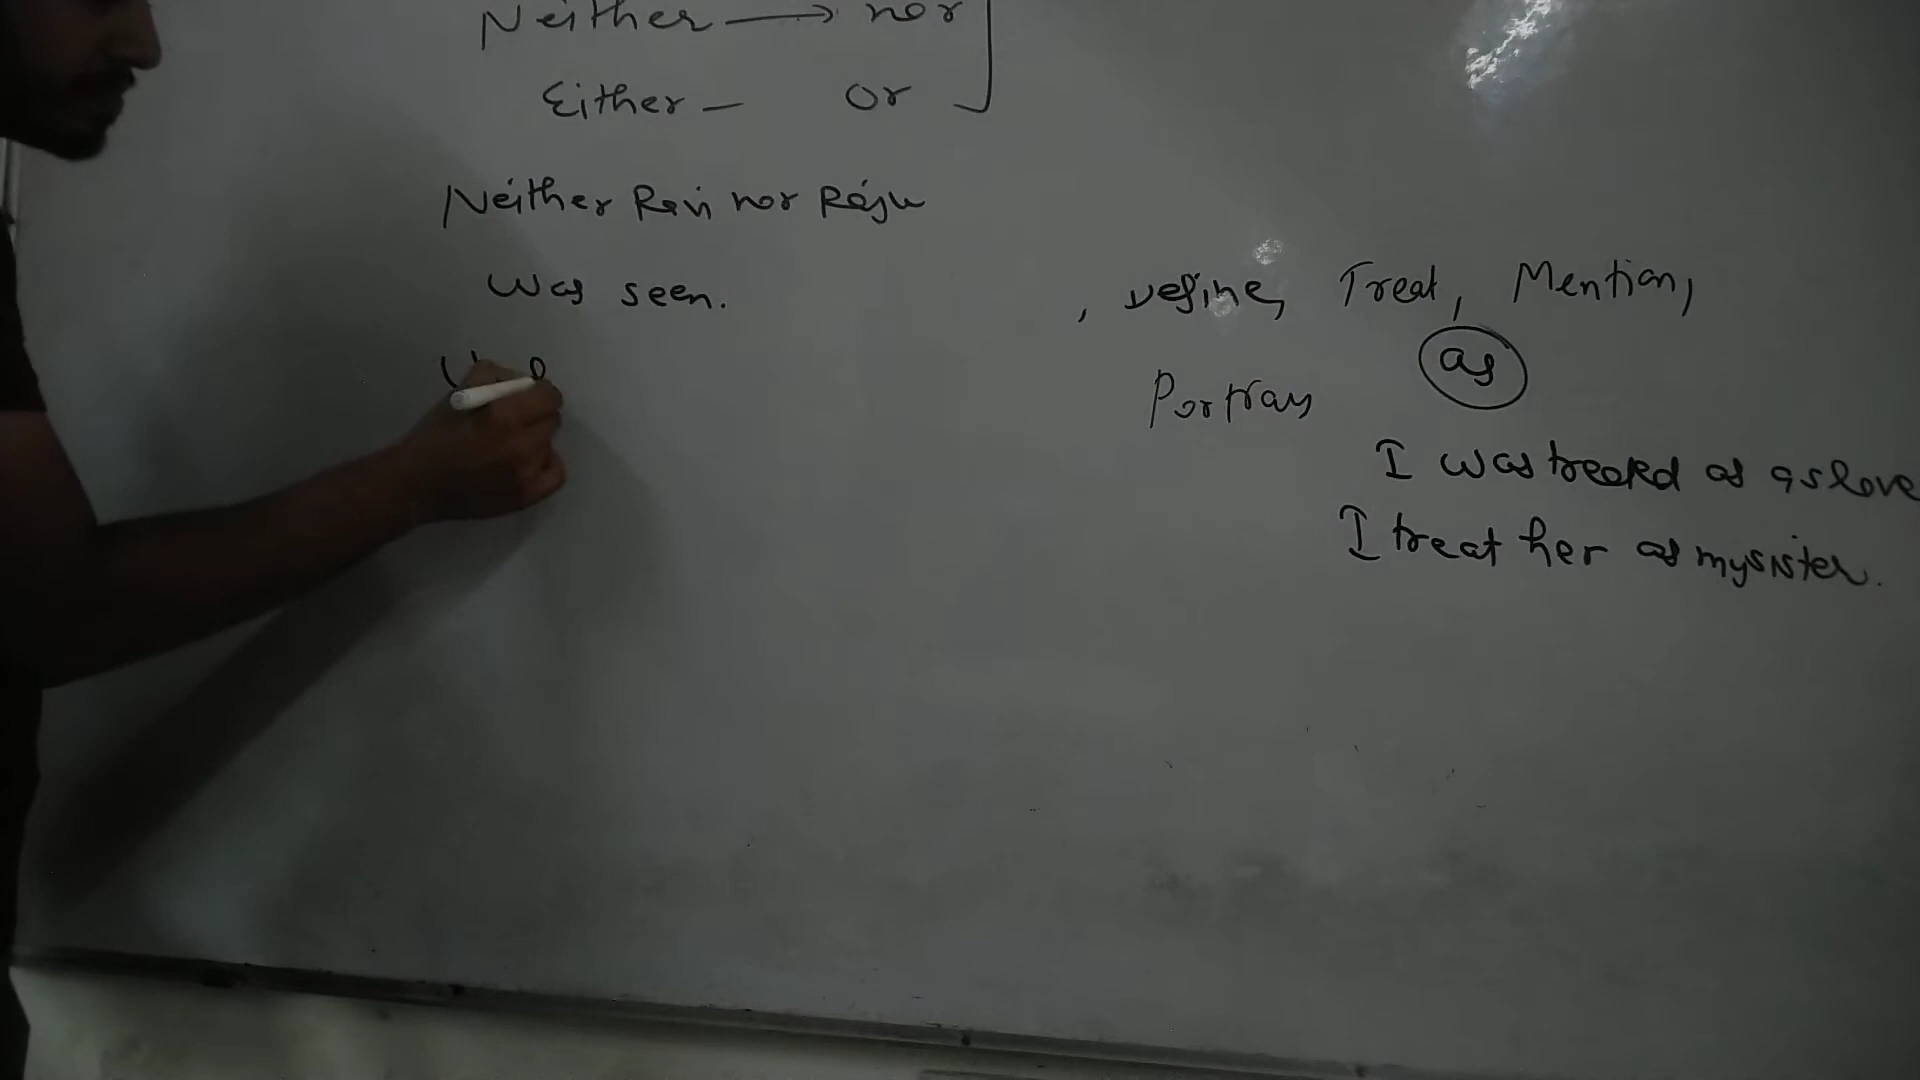 Neither → nor
Either — or
Neither Ravi nor Raju
was seen.
, Define, Treat, Mention,
as
Portray
I was treated as a slave
I treat her as my sister.